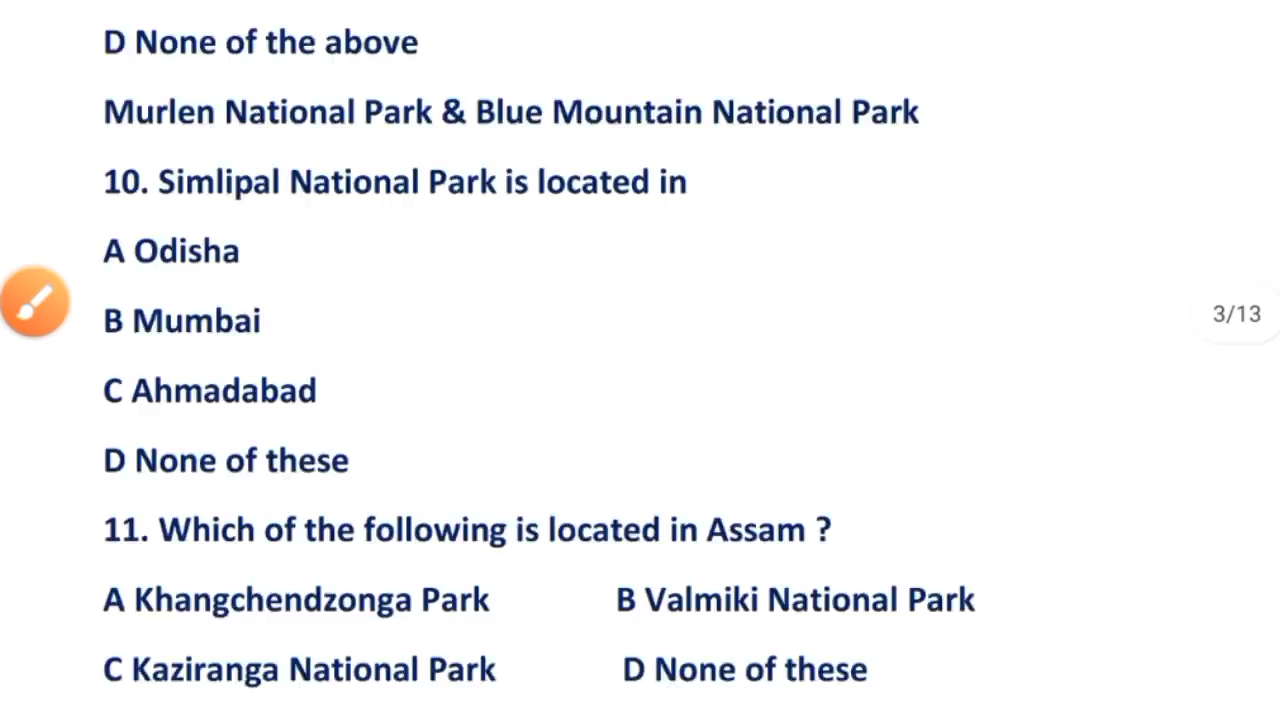 D None of the above
Murlen National Park & Blue Mountain National Park
10. Simlipal National Park is located in
A Odisha
B Mumbai
3/13
C Ahmadabad
D None of these
11. Which of the following is located in Assam ?
A Khangchendzonga Park B Valmiki National Park
C Kaziranga National Park D None of these